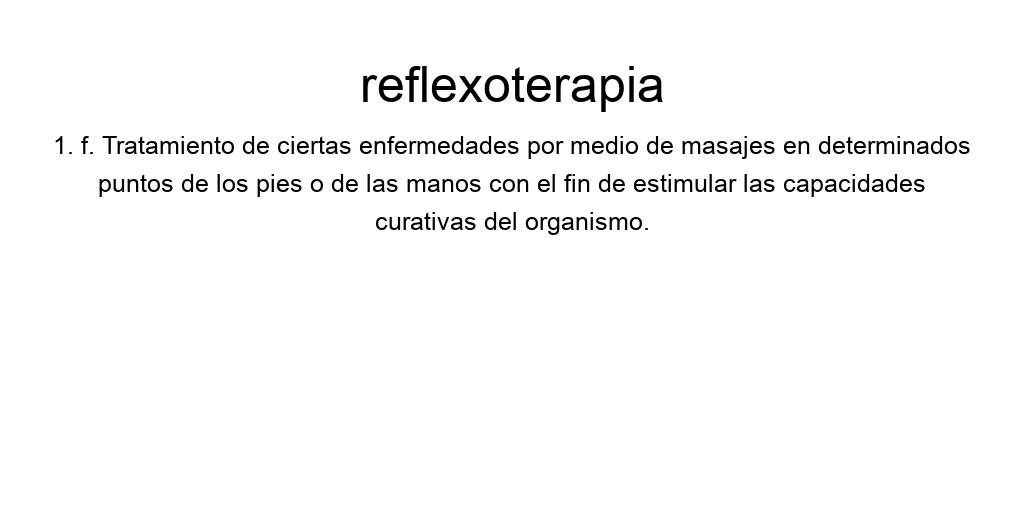 reflexoterapia
1. f. Tratamiento de ciertas enfermedades por medio de masajes en determinados
puntos de los pies o de las manos con el fin de estimular las capacidades
curativas del organismo.